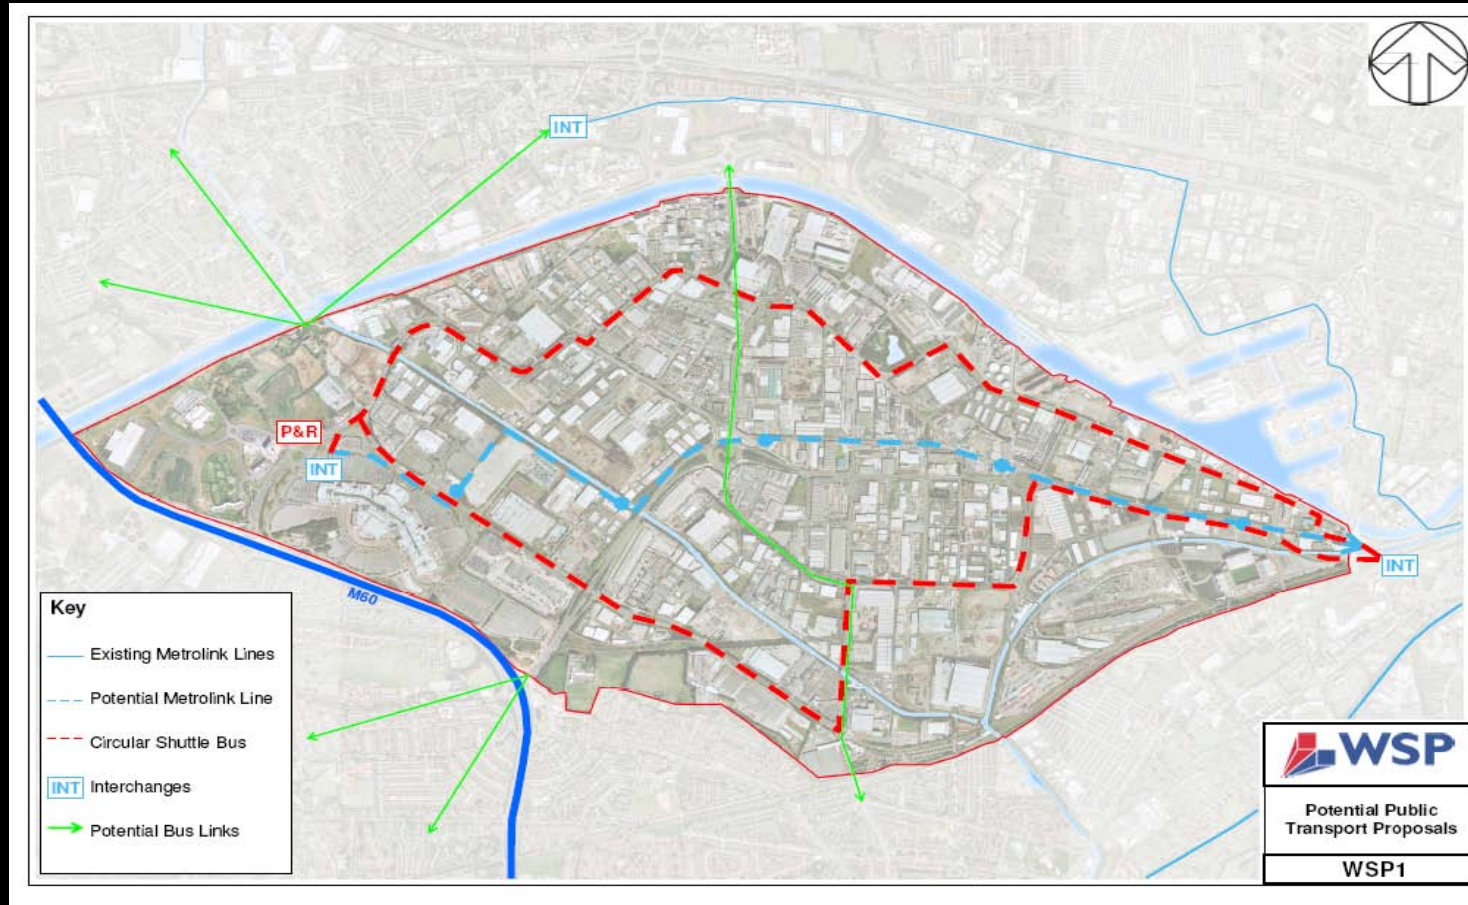 INT
P&R
INT
INT
M60
Key
Existing Metrolink Lines
Potential Metrolink Line
Circular Shuttle Bus
INT Interchanges
Potential Bus Links
WSP
Potential Public
Transport Proposals
WSP1